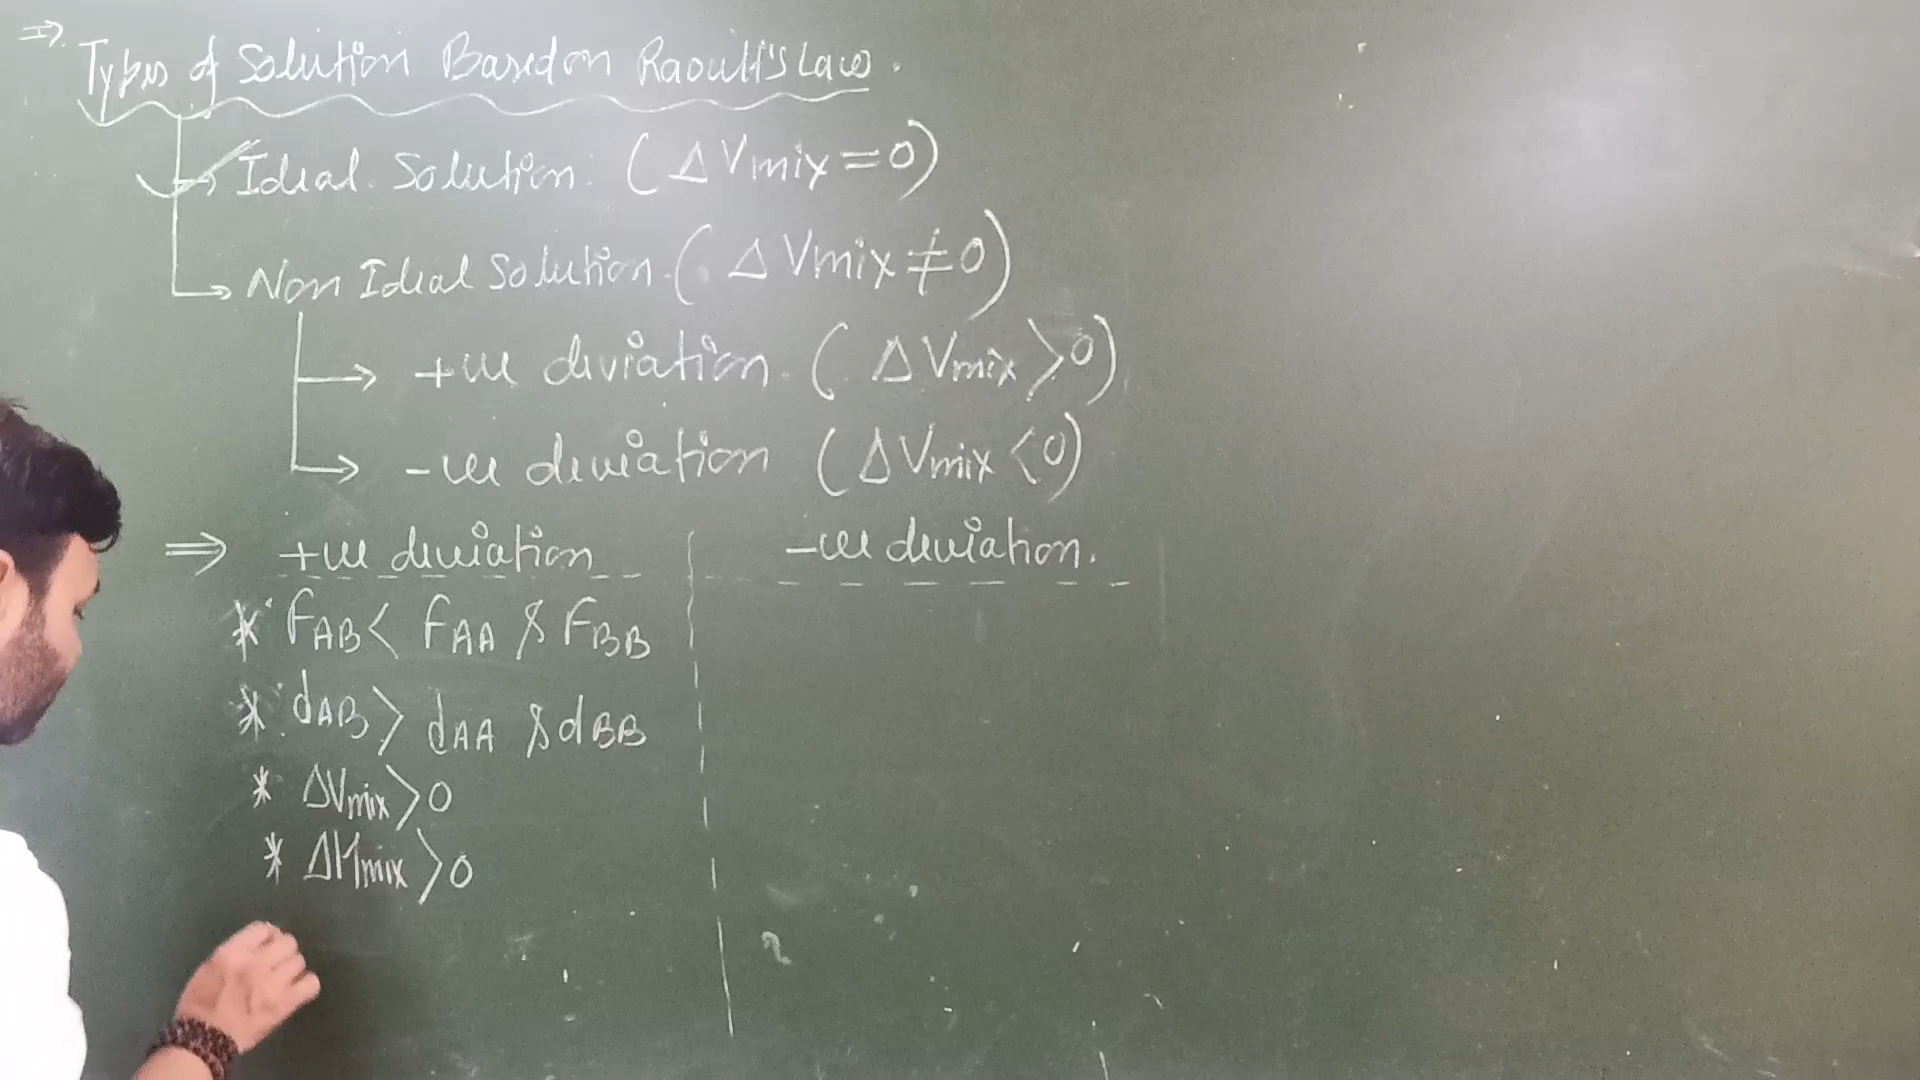 ⇒ Types of Solution Based on Raoult's Law.
→ Ideal Solution. (ΔVmix=0)
→ Non Ideal Solution. (ΔVmix≠0)
→ +ve deviation. (ΔVmix>0)
→ -ve deviation (ΔVmix<0)
⇒ +ve deviation
* FAB < FAA & FBB
* dAB > dAA & dBB
* ΔVmix>0
* ΔHmix>0
-ve deviation.